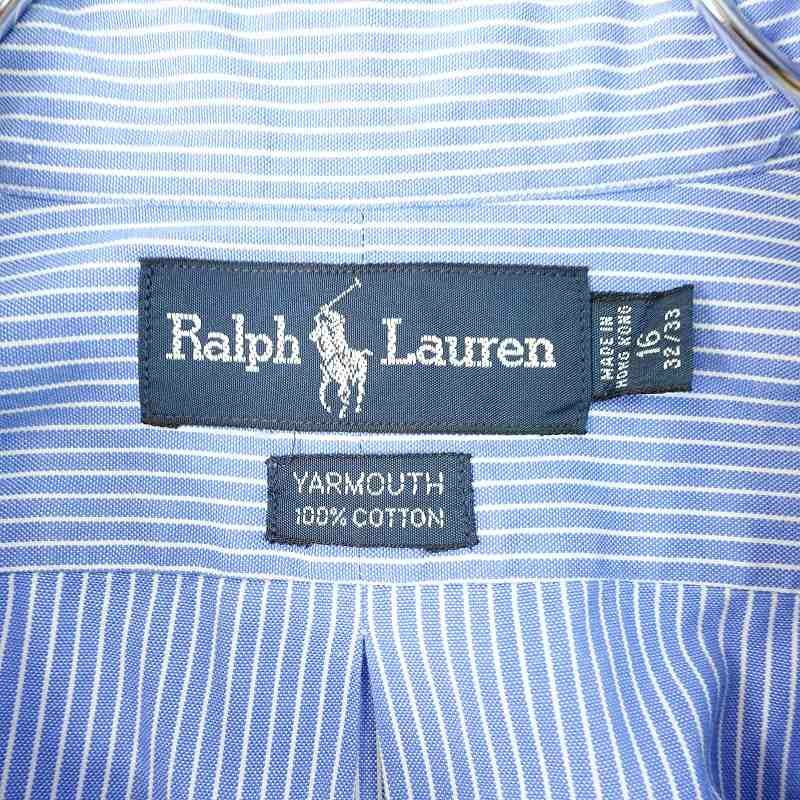 Ralph Lauren
MADE IN
HONG KONG
16
32/33
YARMOUTH
100% COTTON